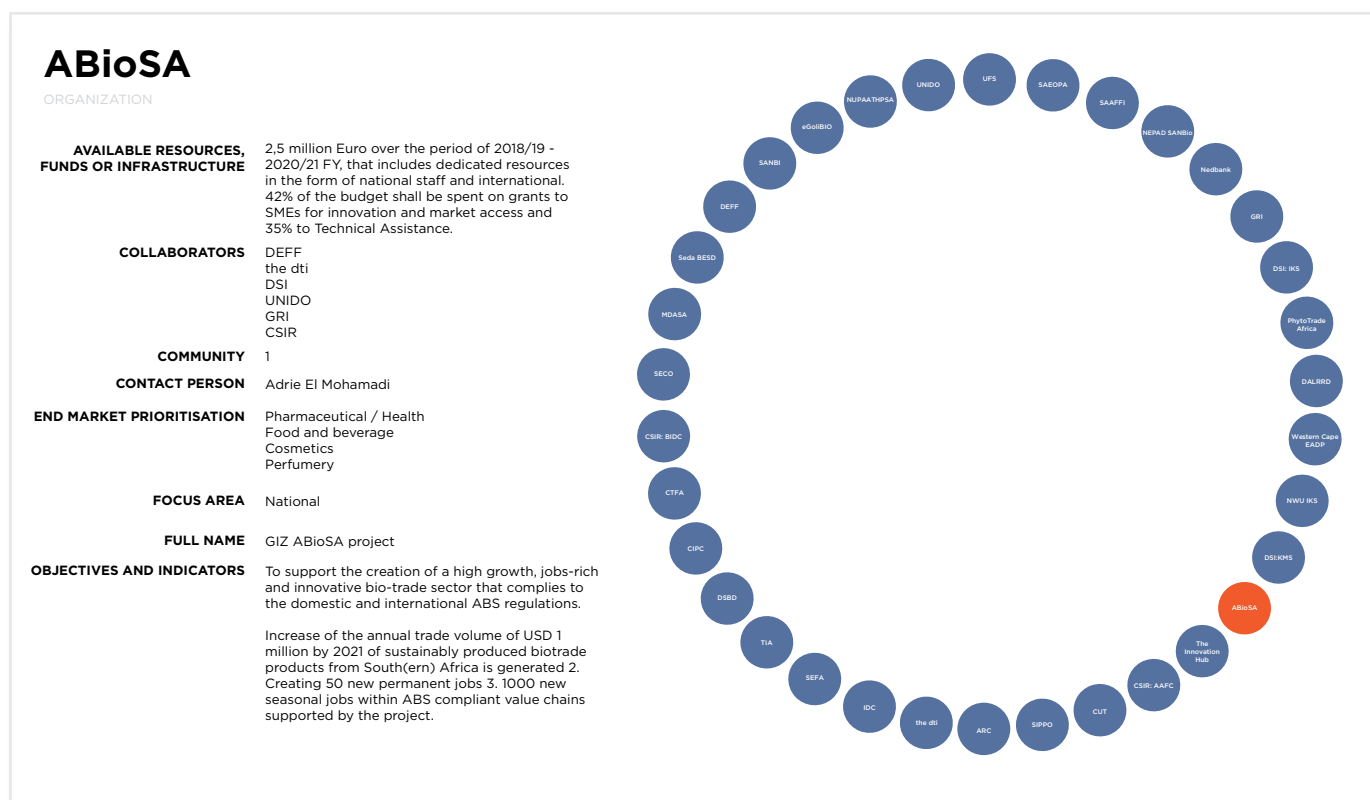 ABioSA
ORGANIZATION
AVAILABLE RESOURCES,
FUNDS OR INFRASTRUCTURE
2,5 million Euro over the period of 2018/19 -
2020/21 FY, that includes dedicated resources
in the form of national staff and international.
42% of the budget shall be spent on grants to
SMEs for innovation and market access and
35% to Technical Assistance.
COLLABORATORS
DEFF
the dti
DSI
UNIDO
GRI
CSIR
COMMUNITY
1
CONTACT PERSON
Adrie El Mohamadi
END MARKET PRIORITISATION
Pharmaceutical / Health
Food and beverage
Cosmetics
Perfumery
FOCUS AREA
National
FULL NAME
GIZ ABioSA project
OBJECTIVES AND INDICATORS
To support the creation of a high growth, jobs-rich
and innovative bio-trade sector that complies to
the domestic and international ABS regulations.
Increase of the annual trade volume of USD 1
million by 2021 of sustainably produced biotrade
products from South(ern) Africa is generated 2.
Creating 50 new permanent jobs 3. 1000 new
seasonal jobs within ABS compliant value chains
supported by the project.
UFS
SAEOPA
SAAFFI
NEPAD SANBio
Nedbank
GRI
DSI: IKS
PhytoTrade
Africa
DALRRD
Western Cape
EADP
NWU IKS
DSI:KMS
ABioSA
The
Innovation
Hub
CSIR: AAFC
CUT
SIPPO
ARC
the dti
IDC
SEFA
TIA
DSBD
CIPC
CTFA
CSIR: BIDC
SECO
MDASA
Seda BESD
DEFF
SANBI
eGoliBIO
NUPAATHPSA
UNIDO